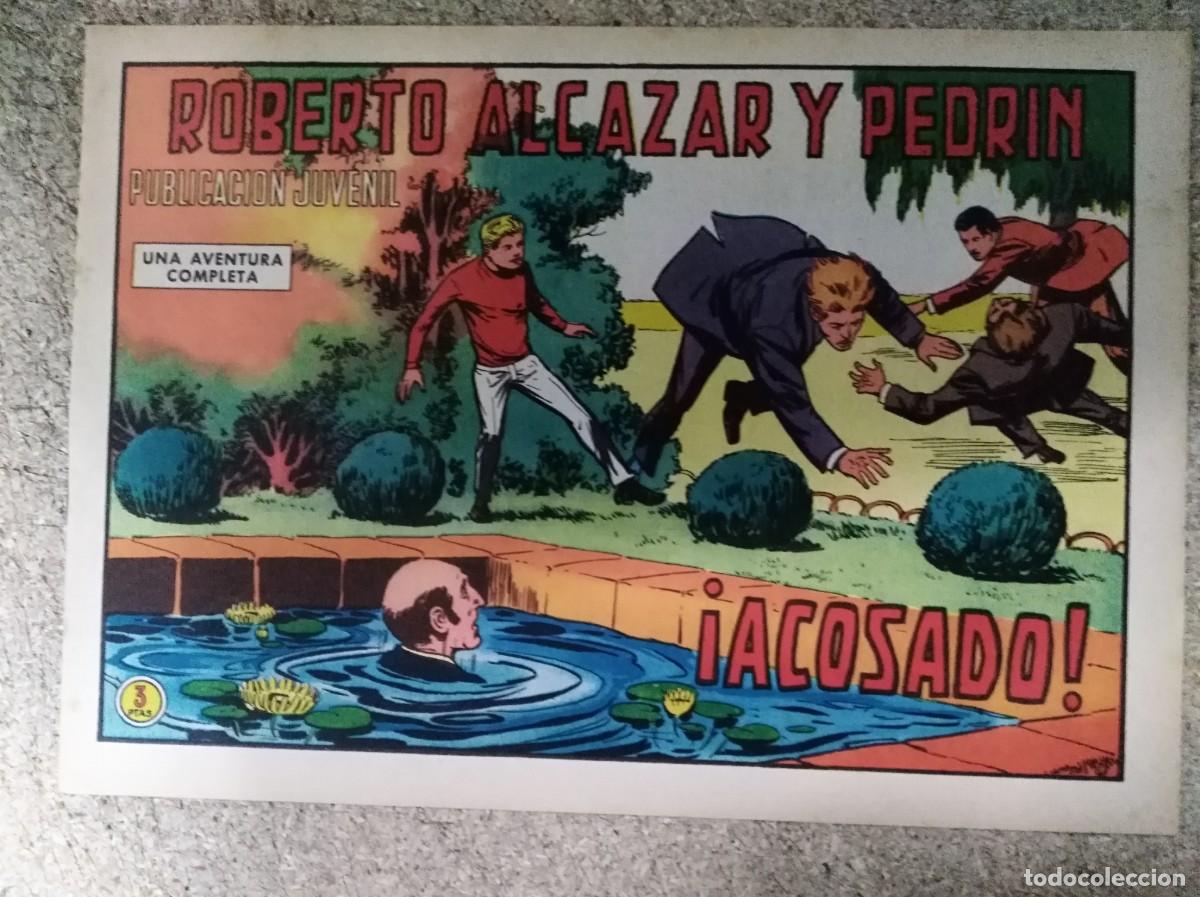 ROBERTO ALCAZAR Y PEDRIN
PUBLICACION JUVENIL
UNA AVENTURA
COMPLETA
¡ACOSADO!
3
PTAS
todocoleccion